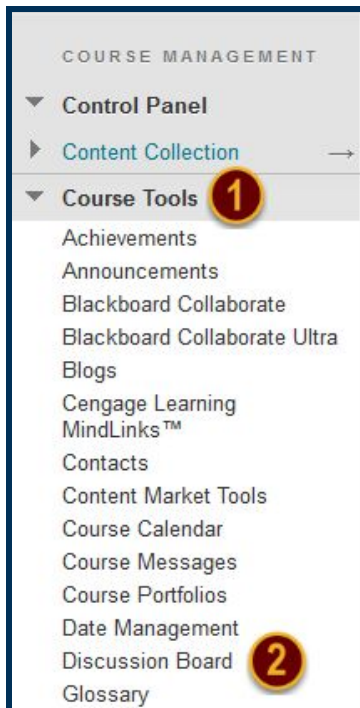 COURSE MANAGEMENT
Control Panel
Content Collection →
Course Tools 1
Achievements
Announcements
Blackboard Collaborate
Blackboard Collaborate Ultra
Blogs
Cengage Learning
MindLinks™
Contacts
Content Market Tools
Course Calendar
Course Messages
Course Portfolios
Date Management
Discussion Board 2
Glossary